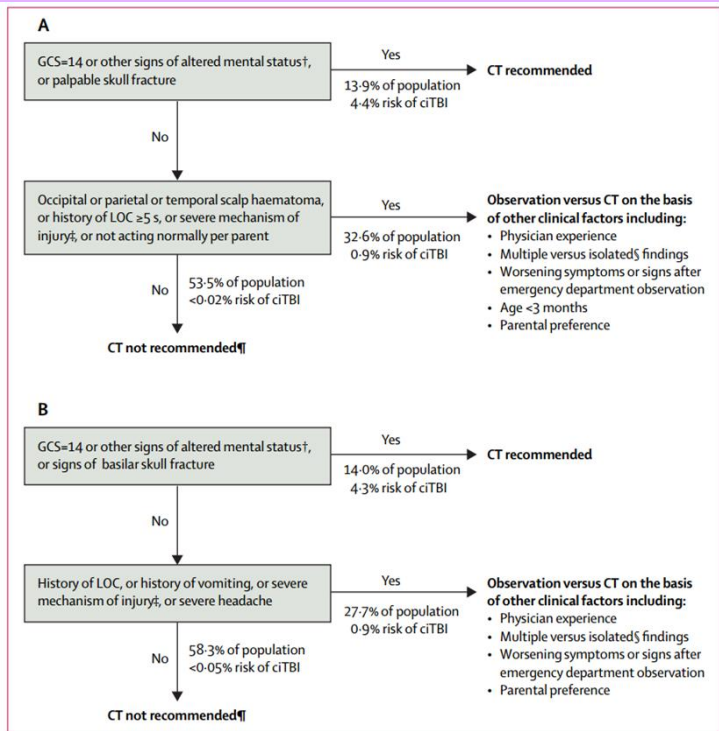 A
GCS=14 or other signs of altered mental status†,
or palpable skull fracture
Yes
13·9% of population
4·4% risk of ciTBI
CT recommended
No
Occipital or parietal or temporal scalp haematoma,
or history of LOC ≥5 s, or severe mechanism of
injury‡, or not acting normally per parent
Yes
32·6% of population
0·9% risk of ciTBI
Observation versus CT on the basis
of other clinical factors including:
• Physician experience
• Multiple versus isolated§ findings
• Worsening symptoms or signs after
emergency department observation
• Age <3 months
• Parental preference
No
53·5% of population
<0·02% risk of ciTBI
CT not recommended¶
B
GCS=14 or other signs of altered mental status†,
or signs of basilar skull fracture
Yes
14·0% of population
4·3% risk of ciTBI
CT recommended
No
History of LOC, or history of vomiting, or severe
mechanism of injury‡, or severe headache
Yes
27·7% of population
0·9% risk of ciTBI
Observation versus CT on the basis
of other clinical factors including:
• Physician experience
• Multiple versus isolated§ findings
• Worsening symptoms or signs after
emergency department observation
• Parental preference
No
58·3% of population
<0·05% risk of ciTBI
CT not recommended¶